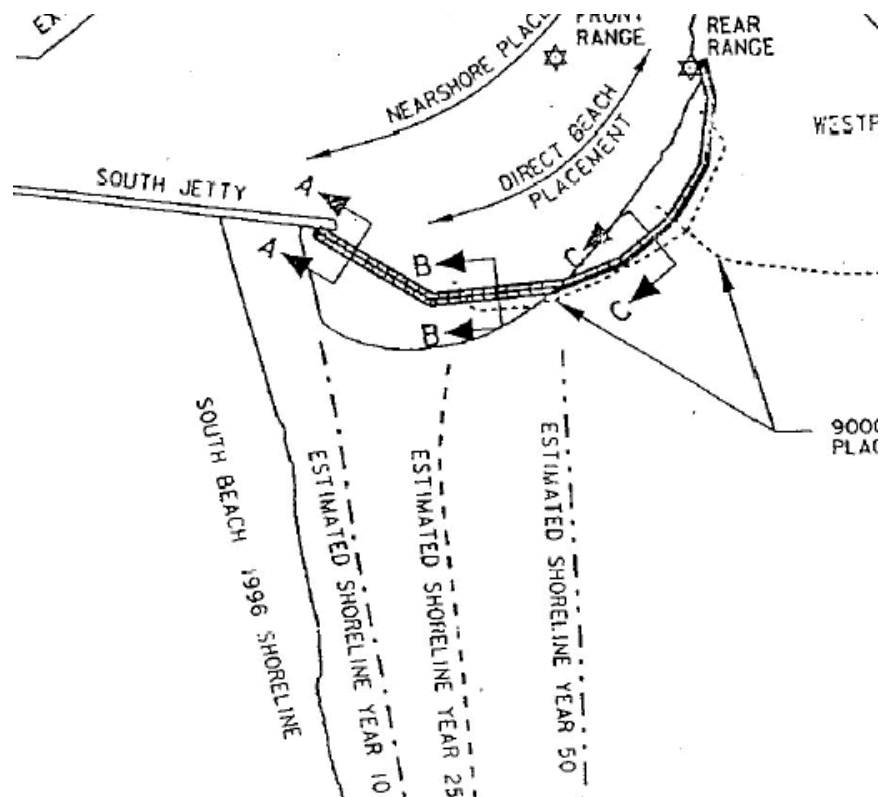 FRONT
RANGE
REAR
RANGE
NEARSHORE
DIRECT BEACH
PLACEMENT
SOUTH JETTY
A
A
B
B
C
C
SOUTH BEACH 1996 SHORELINE
ESTIMATED SHORELINE YEAR 10
ESTIMATED SHORELINE YEAR 25
ESTIMATED SHORELINE YEAR 50